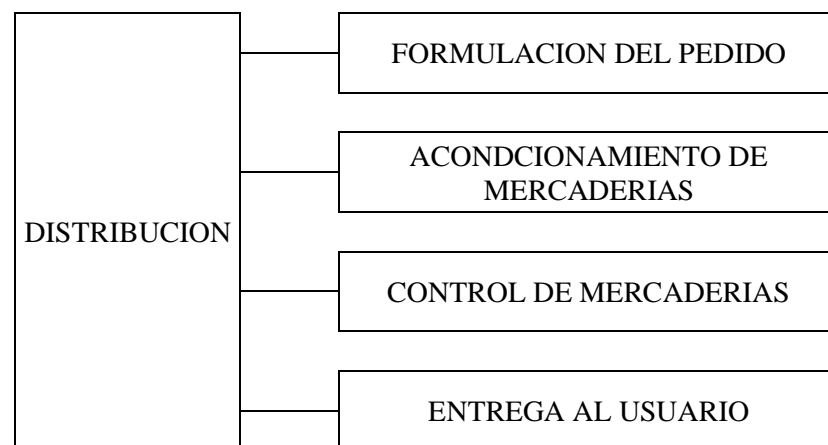 FORMULACION DEL PEDIDO
ACONDCIONAMIENTO DE
MERCADERIAS
DISTRIBUCION
CONTROL DE MERCADERIAS
ENTREGA AL USUARIO